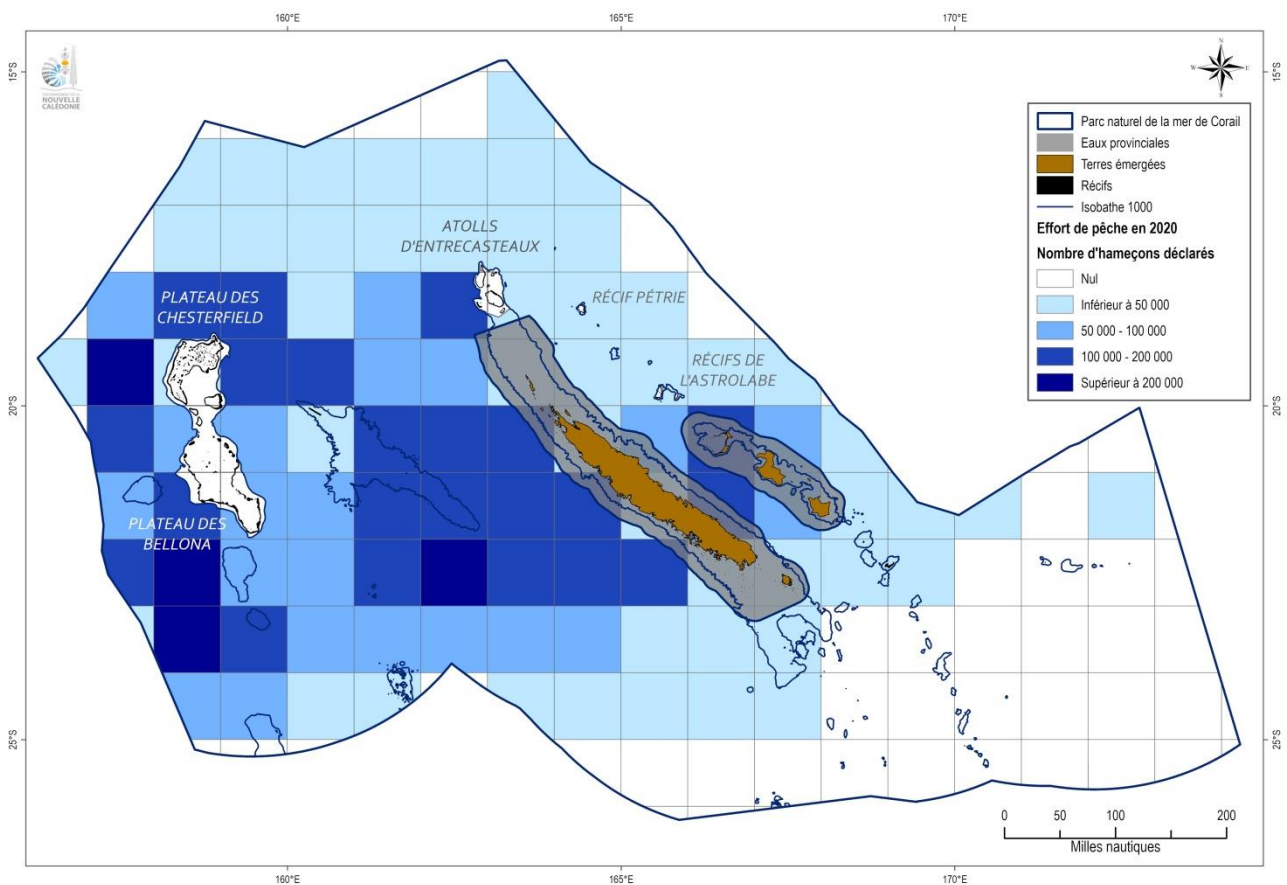 160°E
165°E
170°E
15°S
15°S
GOUVERNEMENT DE LA
NOUVELLE
CALÉDONIE
N
W
E
S
Parc naturel de la mer de Corail
Eaux provinciales
Terres émergées
Récifs
Isobathe 1000
Effort de pêche en 2020
Nombre d'hameçons déclarés
Nul
Inférieur à 50 000
50 000 - 100 000
100 000 - 200 000
Supérieur à 200 000
ATOLLS
D'ENTRECASTEAUX
PLATEAU DES
CHESTERFIELD
RÉCIF PÉTRIE
RÉCIFS DE
L'ASTROLABE
20°S
20°S
PLATEAU DES
BELLONA
25°S
25°S
0
50
100
200
Milles nautiques
160°E
165°E
170°E